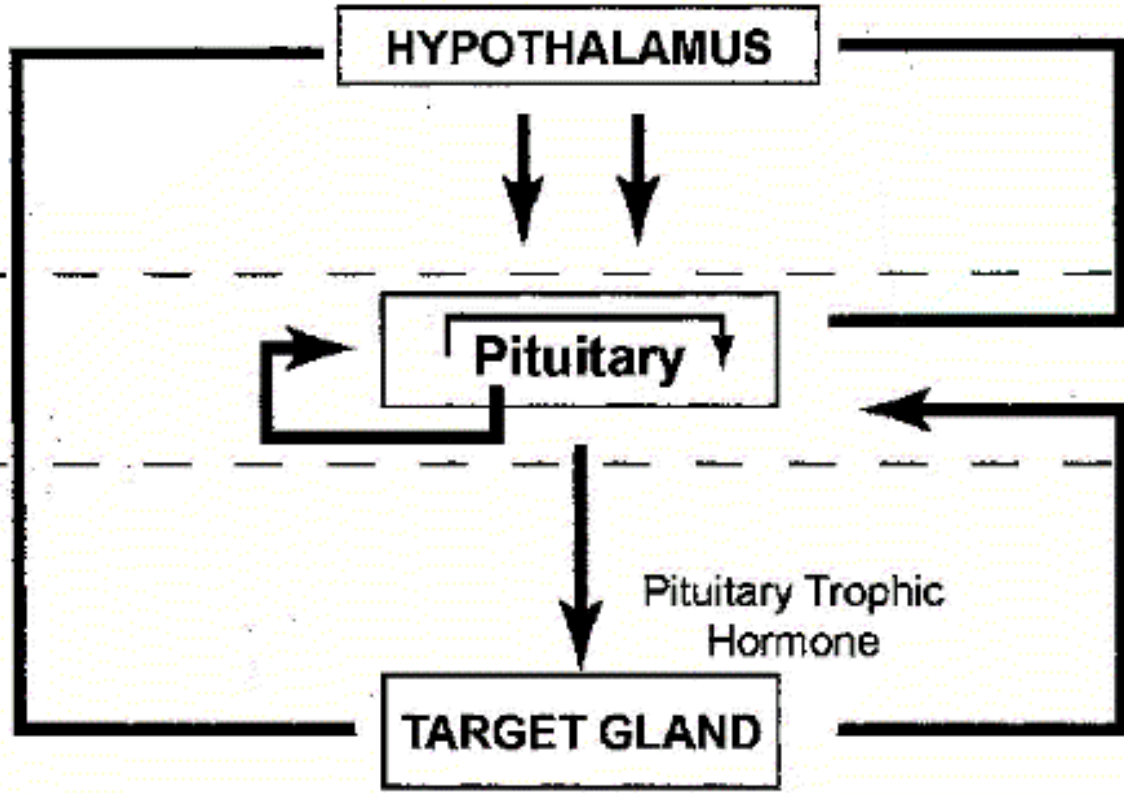 HYPOTHALAMUS
Pituitary
Pituitary Trophic
Hormone
TARGET GLAND